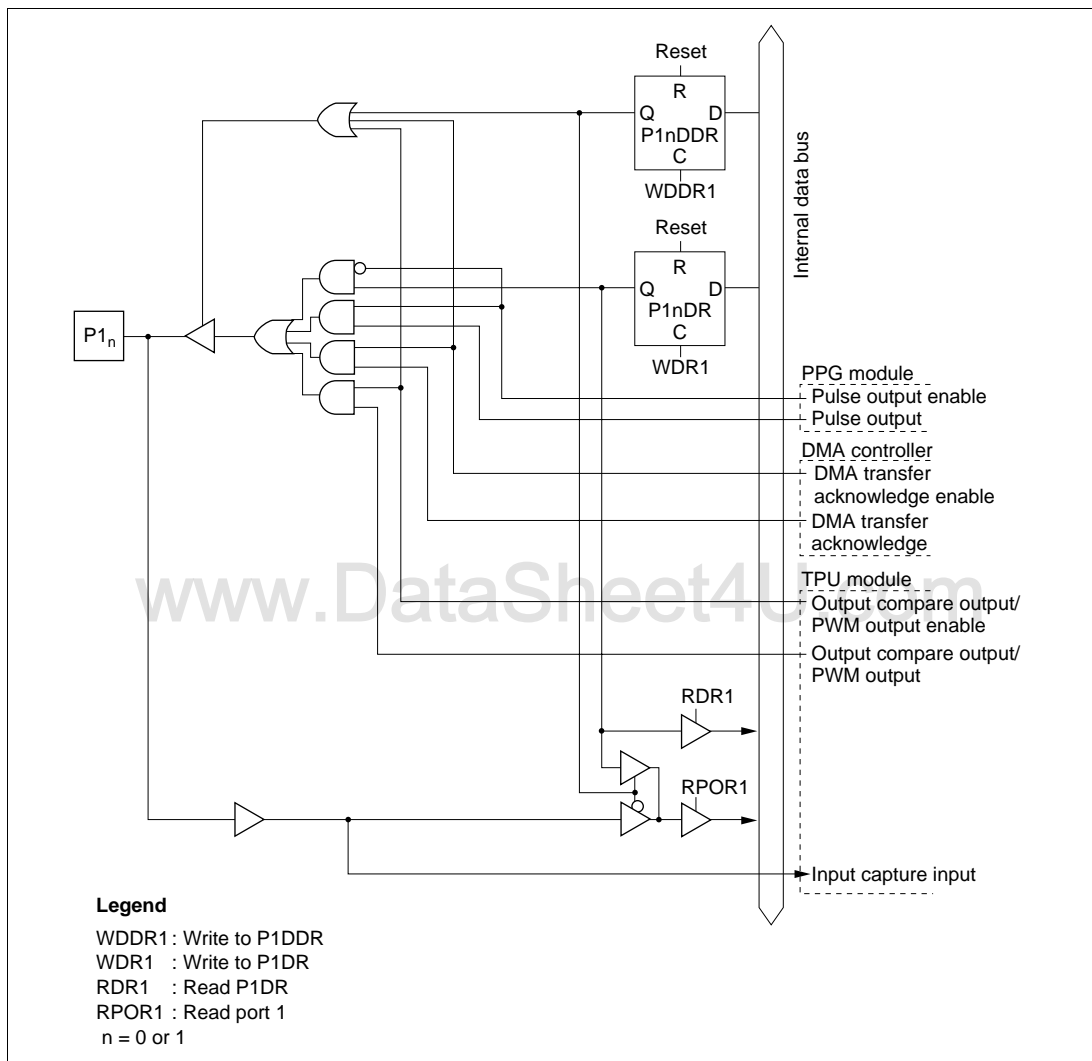 Reset
R
Q D
P1nDDR
C
WDDR1
Internal data bus
Reset
R
Q D
P1nDR
C
WDR1
P1n
PPG module
Pulse output enable
Pulse output
DMA controller
DMA transfer
acknowledge enable
DMA transfer
acknowledge
www.DataSheet4U.com
TPU module
Output compare output/
PWM output enable
Output compare output/
PWM output
RDR1
RPOR1
Input capture input
Legend
WDDR1 : Write to P1DDR
WDR1 : Write to P1DR
RDR1 : Read P1DR
RPOR1 : Read port 1
n = 0 or 1